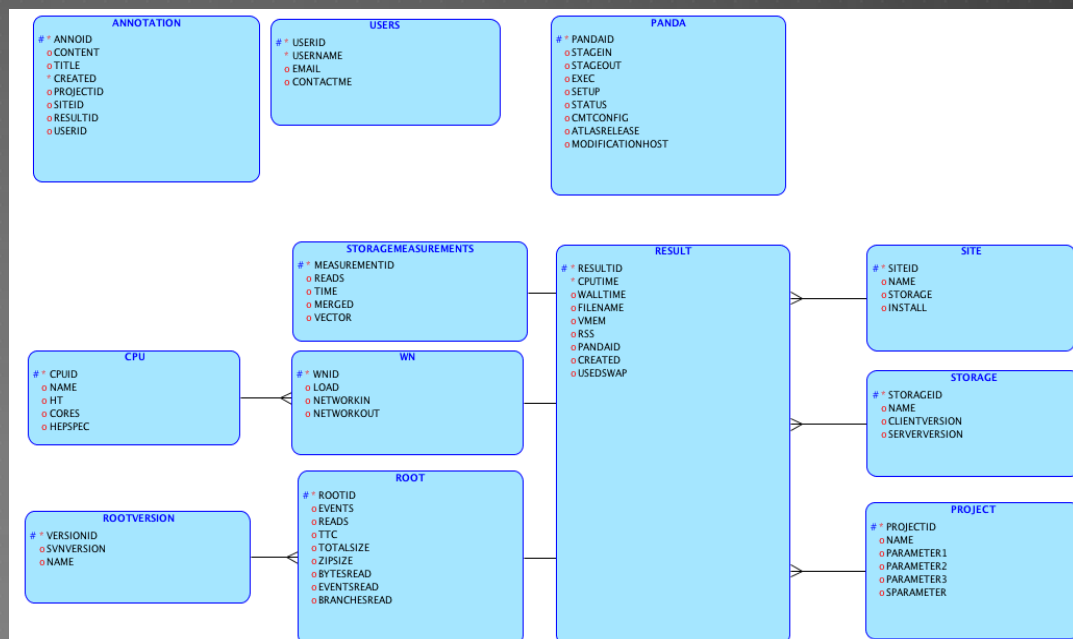 ANNOTATION
# * ANNOID
o CONTENT
o TITLE
* CREATED
o PROJECTID
o SITEID
o RESULTID
o USERID
USERS
# * USERID
* USERNAME
o EMAIL
o CONTACTME
PANDA
# * PANDAID
o STAGEIN
o STAGEOUT
o EXEC
o SETUP
o STATUS
o CMTCONFIG
o ATLASRELEASE
o MODIFICATIONHOST
STORAGEMEASUREMENTS
# * MEASUREMENTID
o READS
o TIME
o MERGED
o VECTOR
RESULT
# * RESULTID
* CPUTIME
o WALLTIME
o FILENAME
o VMEM
o RSS
o PANDAID
o CREATED
o USEDSWAP
SITE
# * SITEID
o NAME
o STORAGE
o INSTALL
CPU
# * CPUID
o NAME
o HT
o CORES
o HEPSPEC
WN
# * WNID
o LOAD
o NETWORKIN
o NETWORKOUT
STORAGE
# * STORAGEID
o NAME
o CLIENTVERSION
o SERVERVERSION
ROOTVERSION
# * VERSIONID
o SVNVERSION
o NAME
ROOT
# * ROOTID
o EVENTS
o READS
o TTC
o TOTALSIZE
o ZIPSIZE
o BYTESREAD
o EVENTSREAD
o BRANCHESREAD
PROJECT
# * PROJECTID
o NAME
o PARAMETER1
o PARAMETER2
o PARAMETER3
o SPARAMETER